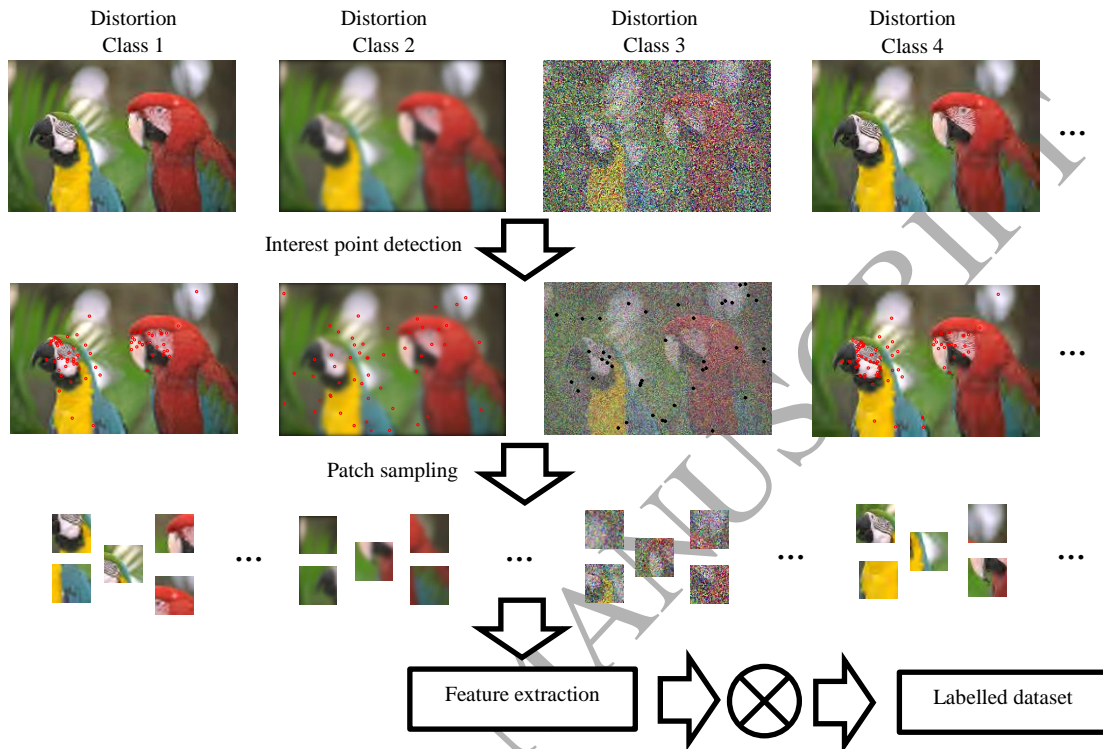 Distortion
Class 1
Distortion
Class 2
Distortion
Class 3
Distortion
Class 4
...
Interest point detection
...
Patch sampling
...
...
...
...
Feature extraction
Labelled dataset
MANUSCRIPT